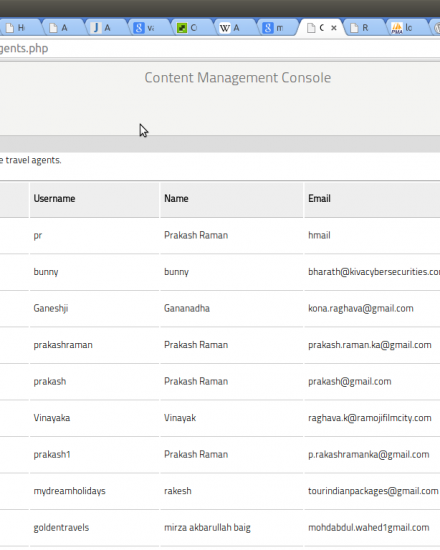 Hi A J A vi C A m C R lo
gents.php
Content Management Console
e travel agents.
Username Name Email
pr Prakash Raman hmail
bunny bunny bharath@kivacybersecurities.co
Ganeshji Gananadha kona.raghava@gmail.com
prakashraman Prakash Raman prakash.raman.ka@gmail.com
prakash Prakash Raman prakash@gmail.com
Vinayaka Vinayak raghava.k@ramojifilmcity.com
prakash1 Prakash Raman p.rakashramanka@gmail.com
mydreamholidays rakesh tourindianpackages@gmail.com
goldentravels mirza akbarullah baig mohdabdul.wahed1gmail.com